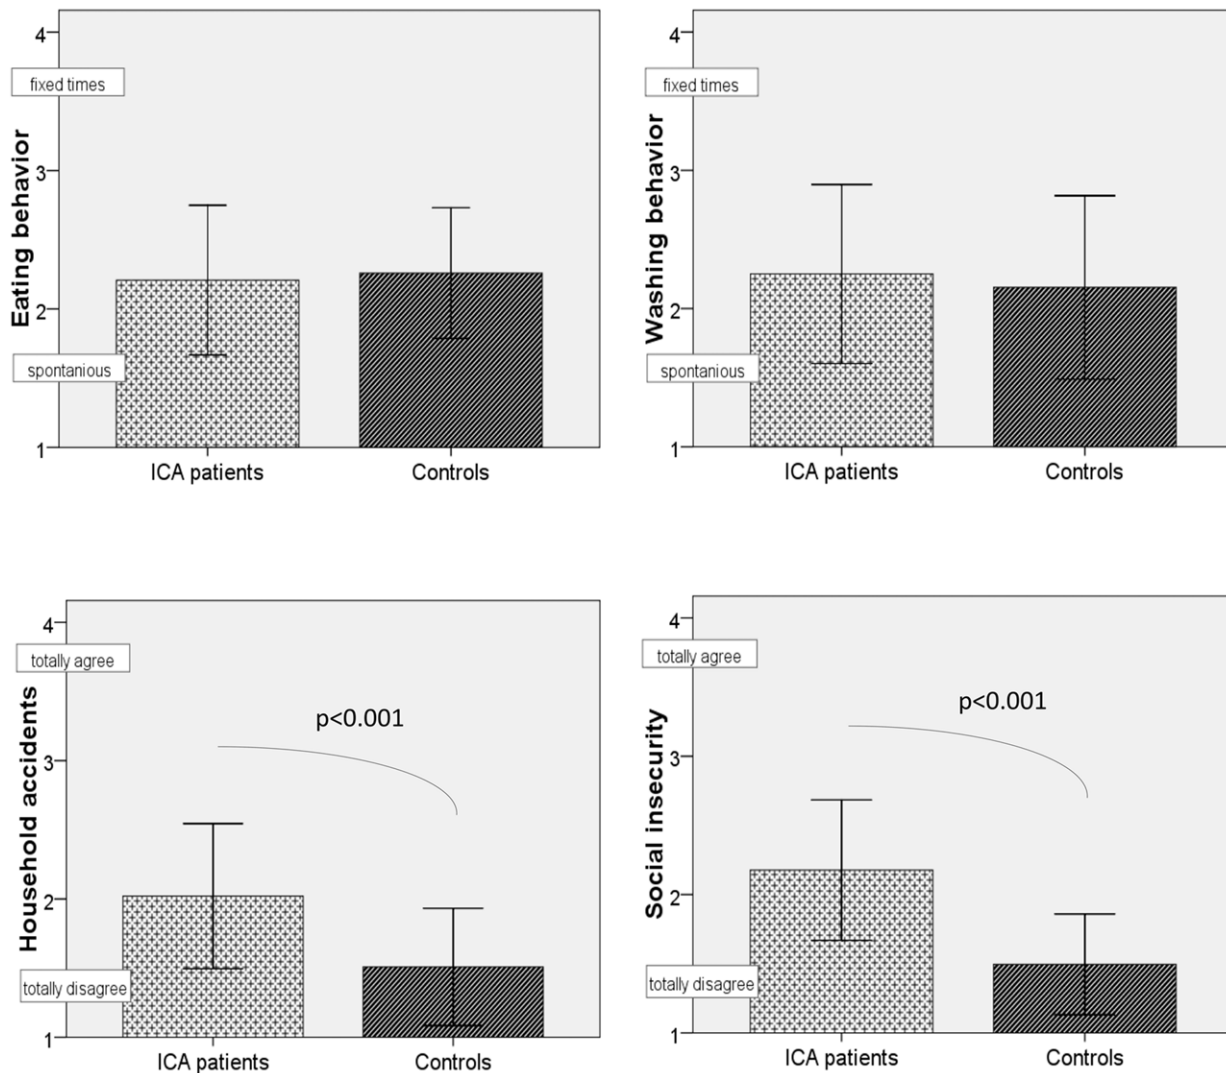 4
fixed times
3
Eating behavior
2
spontanious
1
ICA patients
Controls
4
fixed times
3
Washing behavior
2
spontanious
1
ICA patients
Controls
4
totally agree
p<0.001
3
Household accidents
2
totally disagree
1
ICA patients
Controls
4
totally agree
p<0.001
3
Social insecurity
2
totally disagree
1
ICA patients
Controls